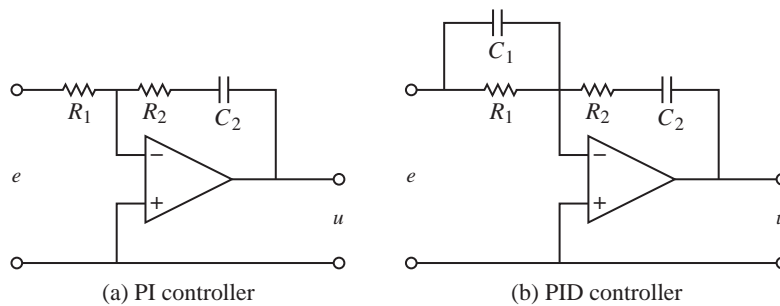 C1
R1
R2
C2
R1
R2
C2
−
−
e
e
+
+
u
(a) PI controller
(b) PID controller